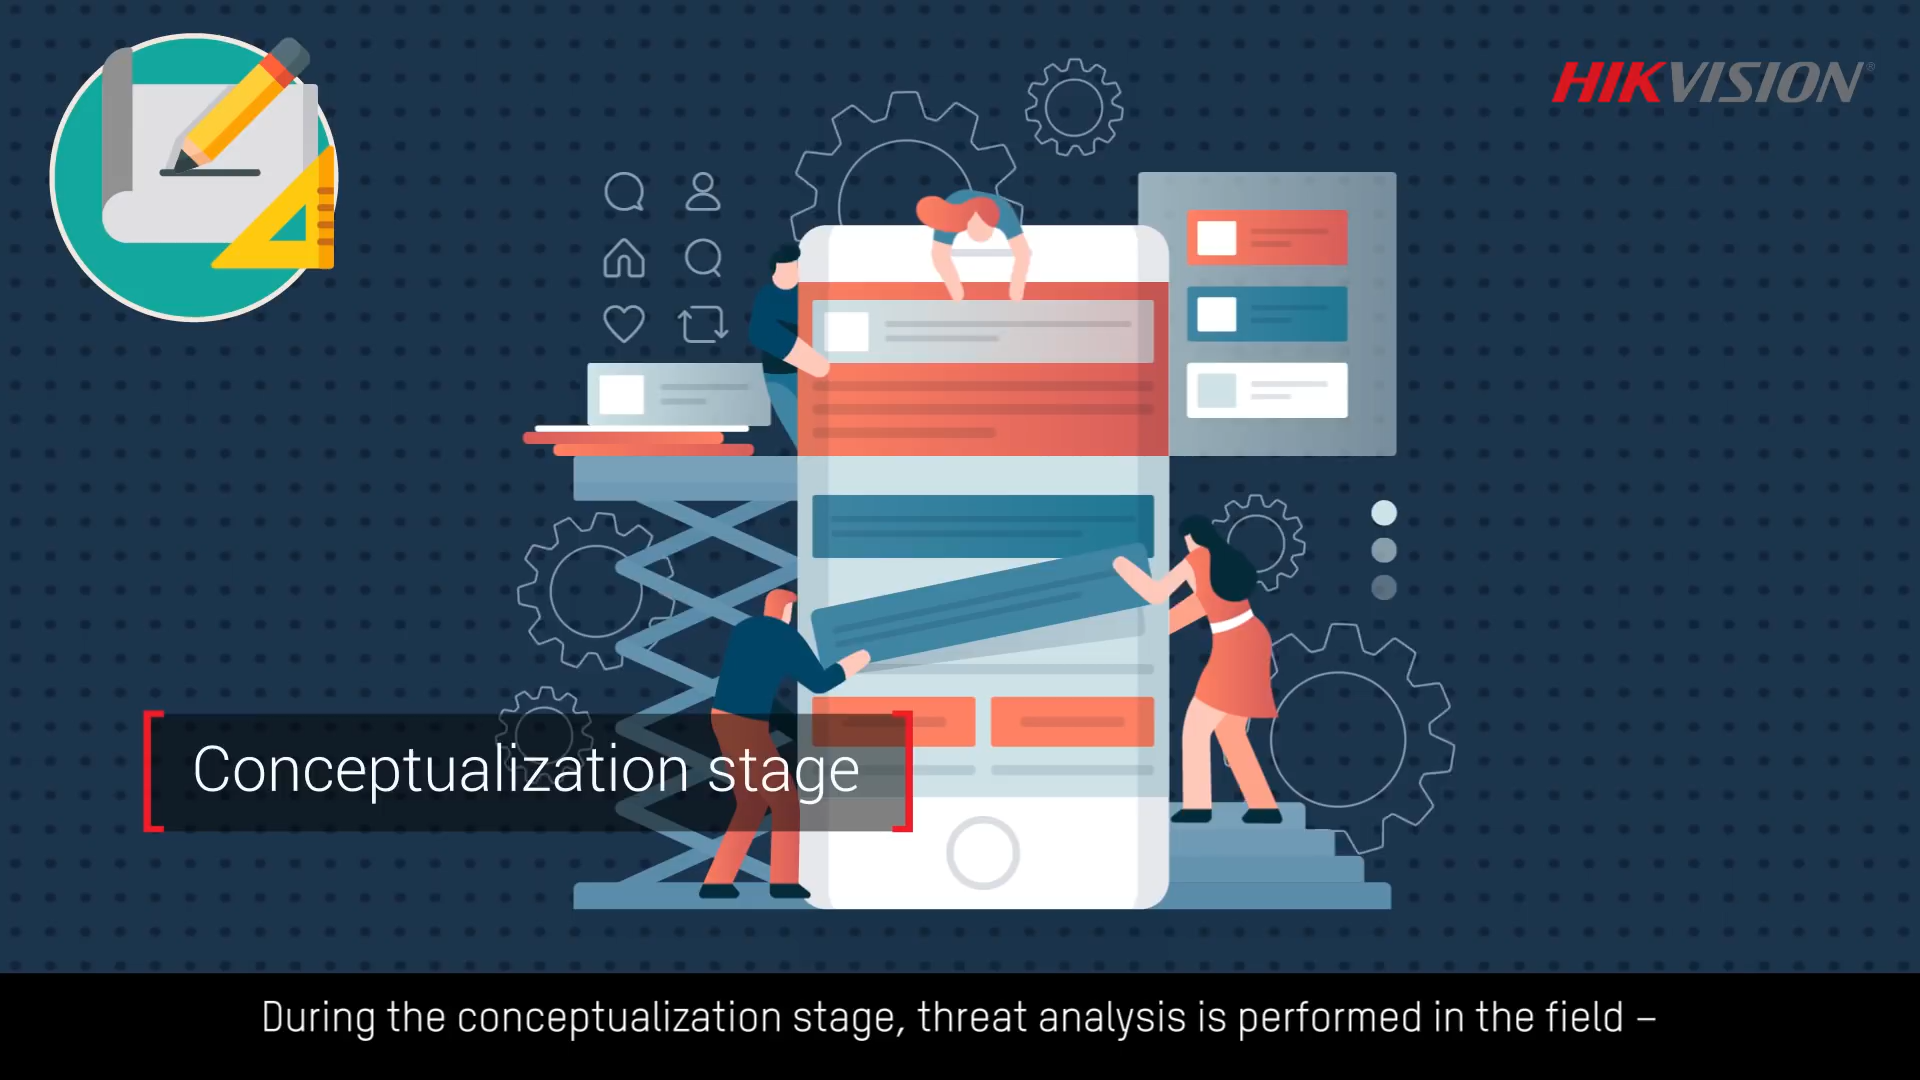 HIKVISION®
Conceptualization stage
During the conceptualization stage, threat analysis is performed in the field –